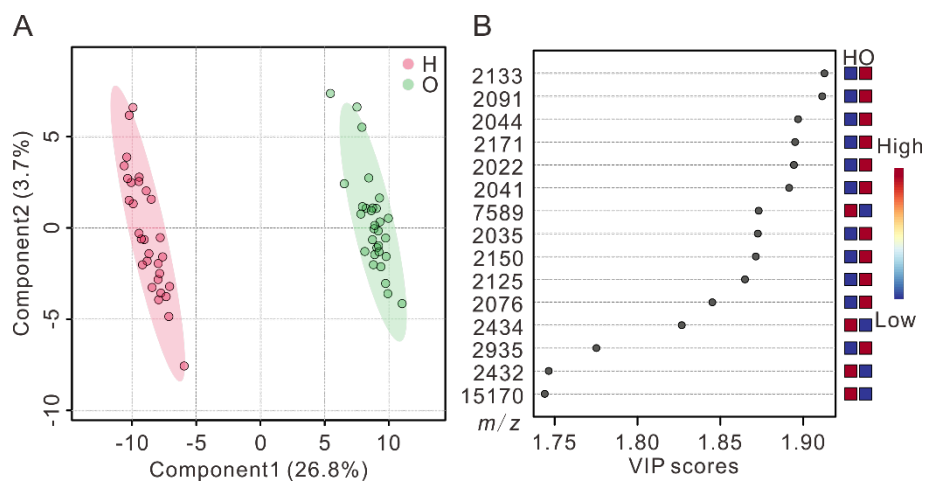 A
H
O
5
0
-5
-10
Component2 (3.7%)
-10
-5
0
5
10
Component1 (26.8%)
B
HO
2133
2091
2044
2171
2022
2041
7589
2035
2150
2125
2076
2434
2935
2432
15170
m/z
1.75
1.80
1.85
1.90
VIP scores
High
Low